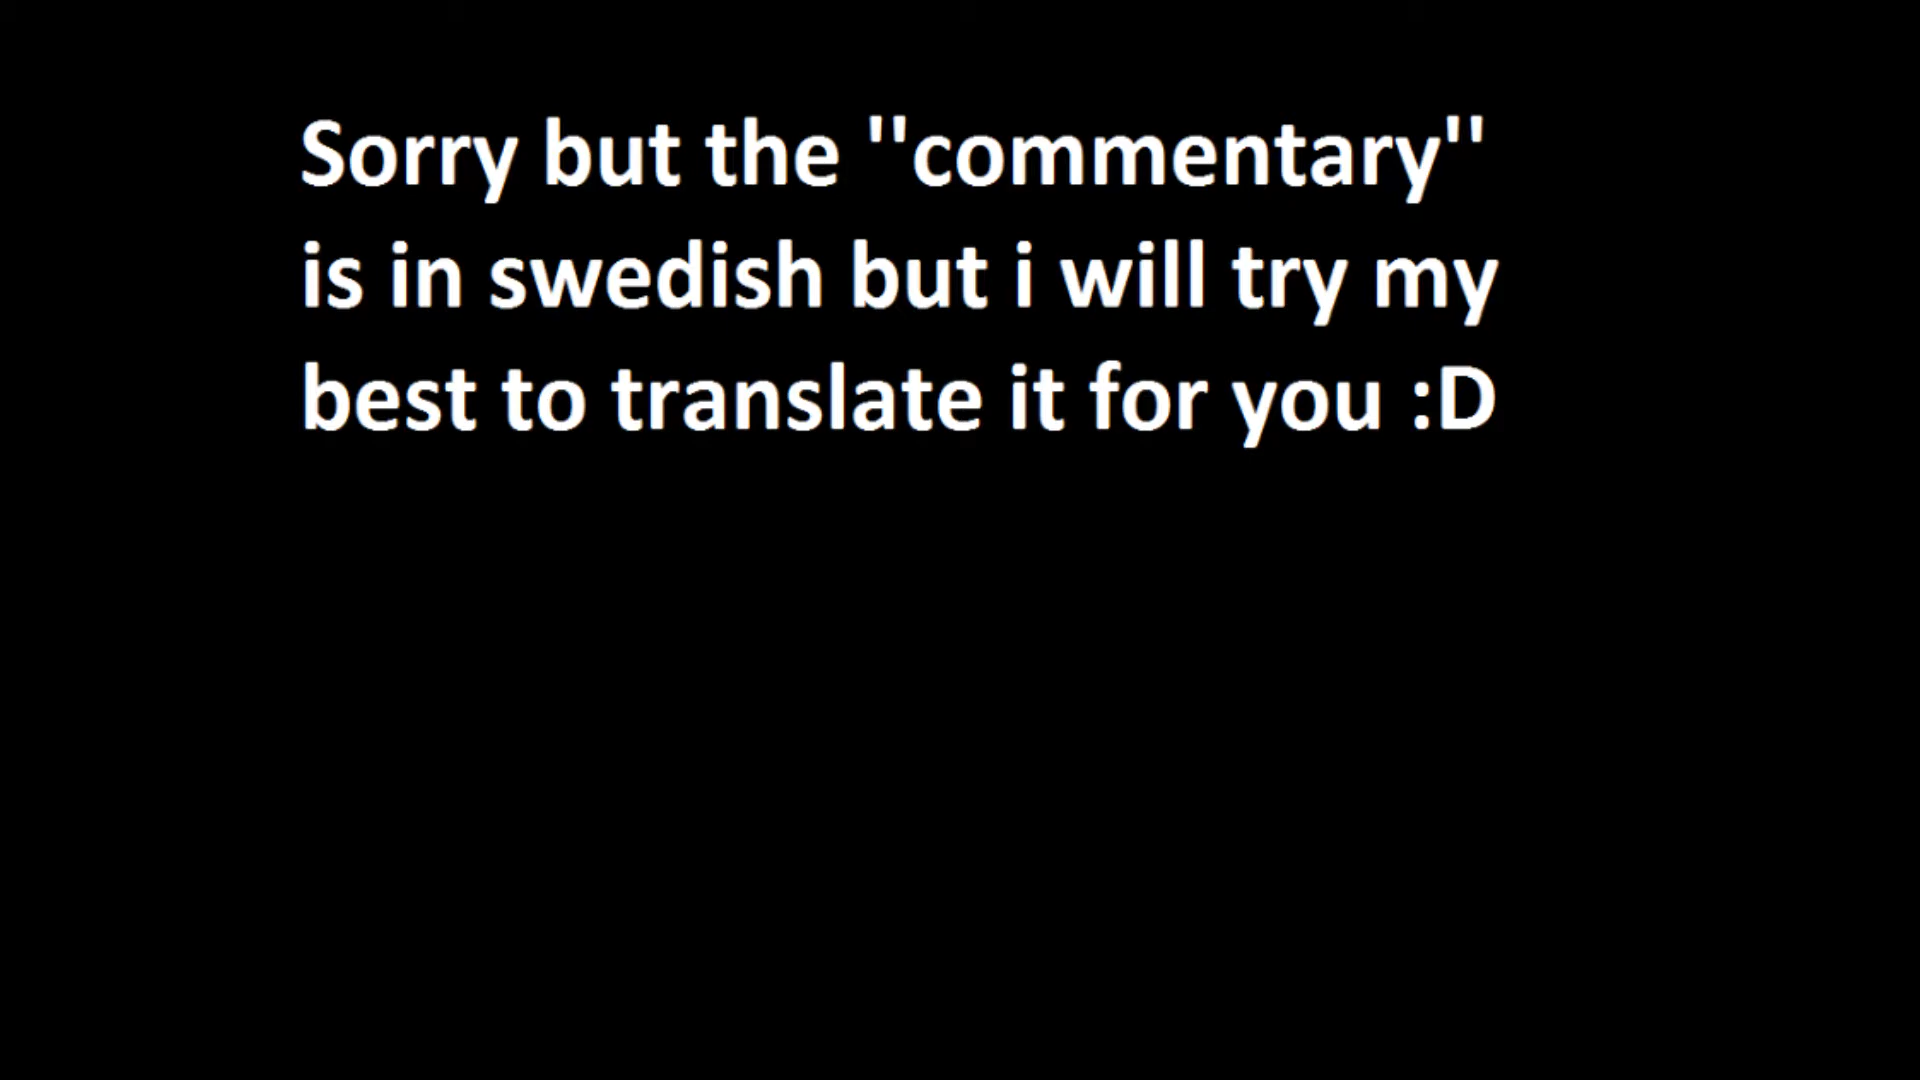 Sorry but the ''commentary''
is in swedish but i will try my
best to translate it for you :D